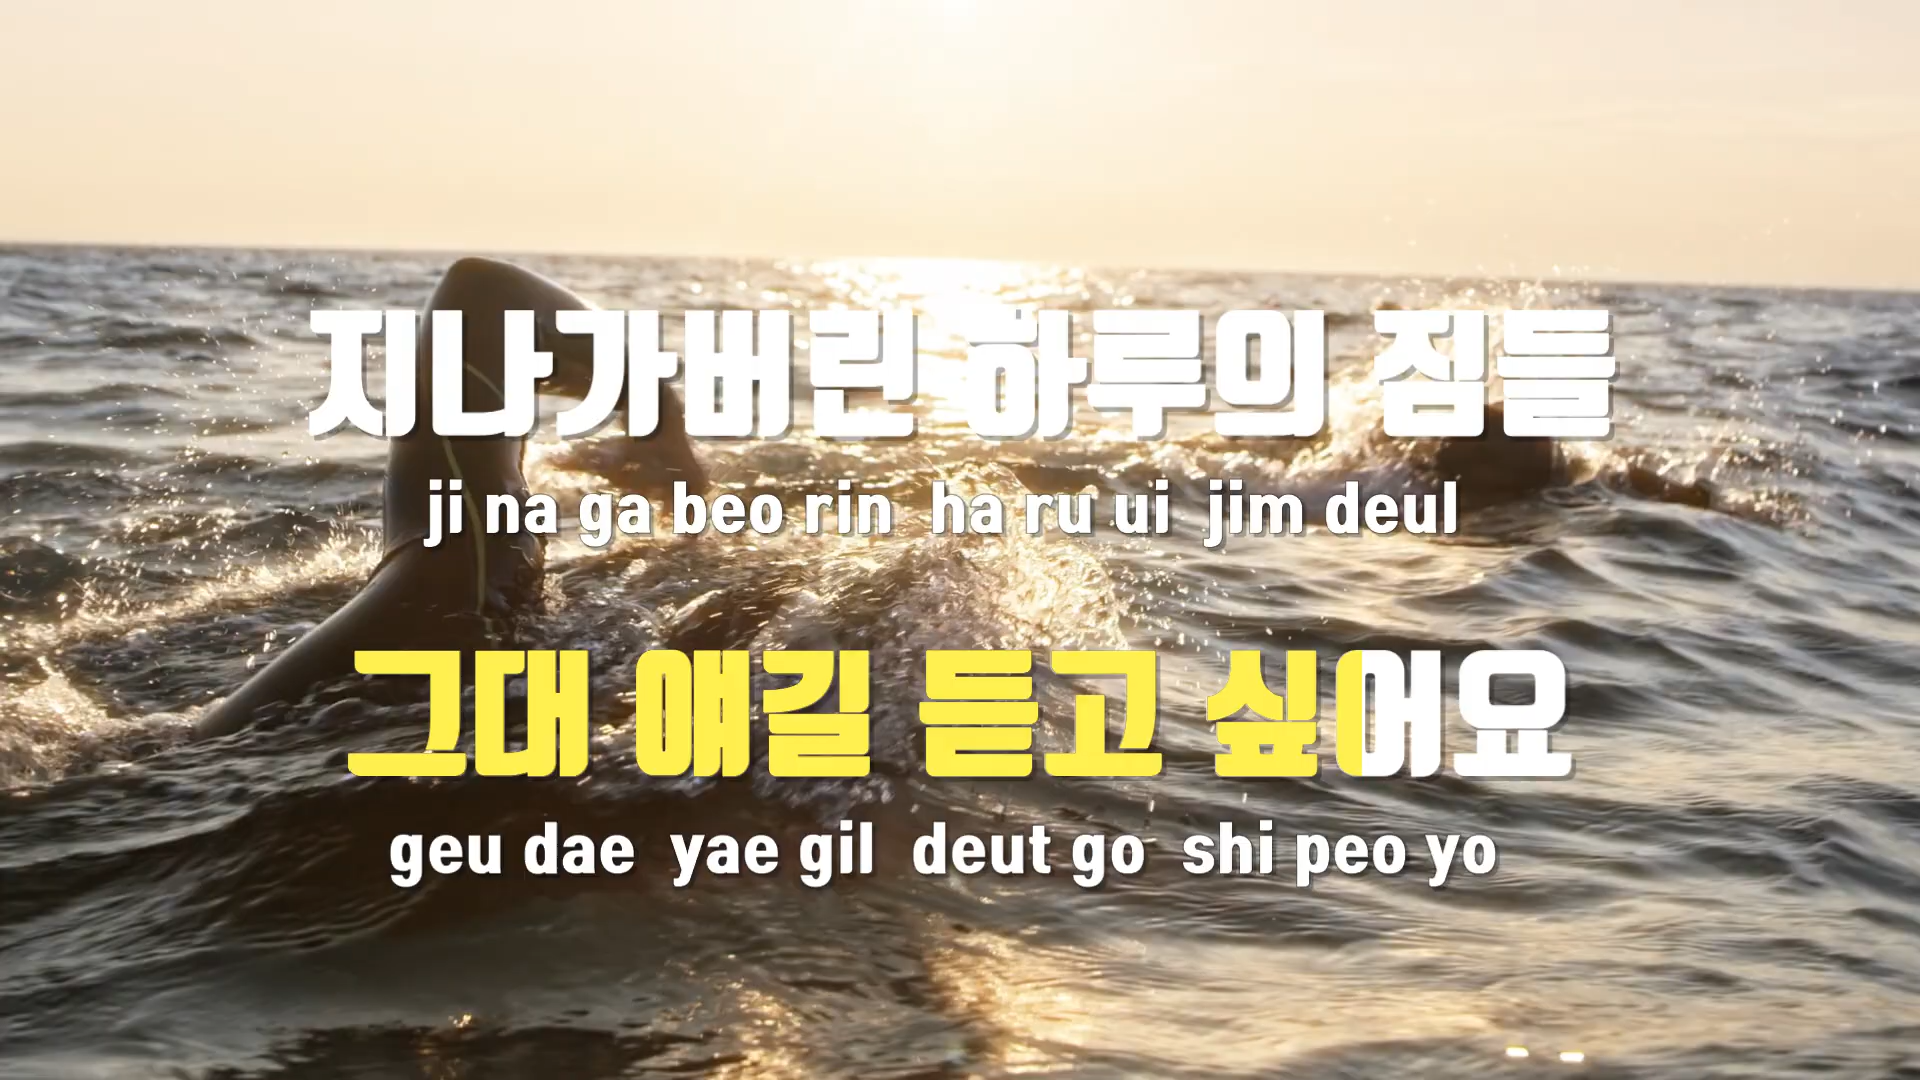 지나가버린 하루의 짐들
ji na ga beo rin ha ru ui jim deul
그대 얘길 듣고 싶어요
geu dae yae gil deut go shi peo yo